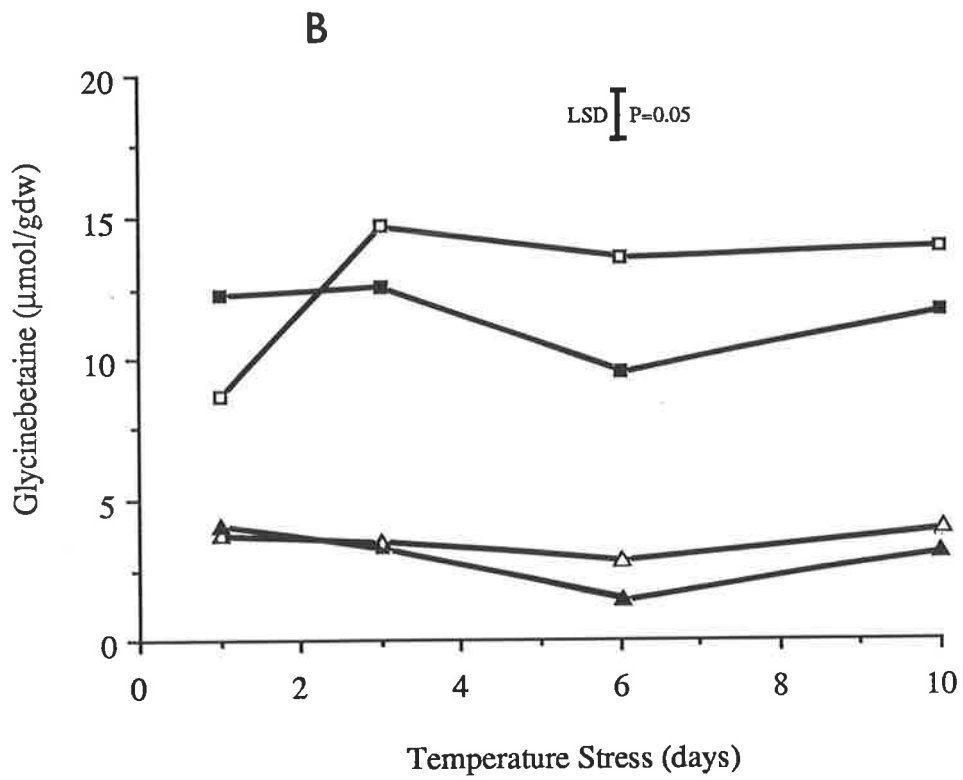 B
20
15
10
5
0
Glycinebetaine (μmol/gdw)
LSD P=0.05
0 2 4 6 8 10
Temperature Stress (days)